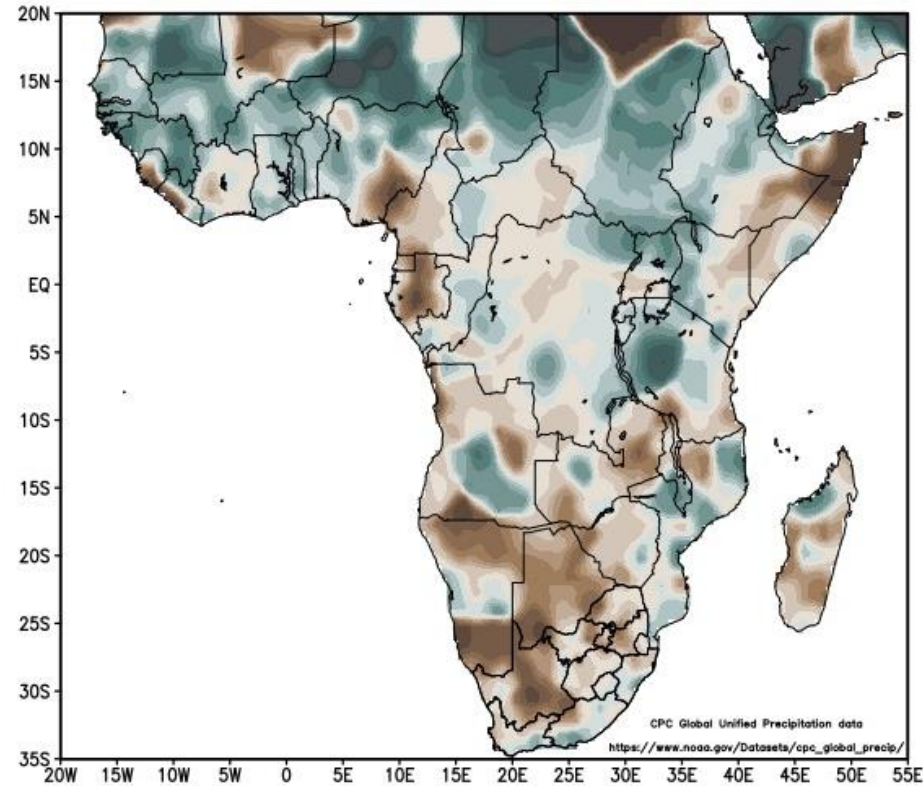 20N
15N
10N
5N
EQ
5S
10S
15S
20S
25S
30S
35S
CPC Global Unified Precipitation data
https://www.noaa.gov/Datasets/cpc_global_precip/
20W 15W 10W 5W 0 5E 10E 15E 20E 25E 30E 35E 40E 45E 50E 55E